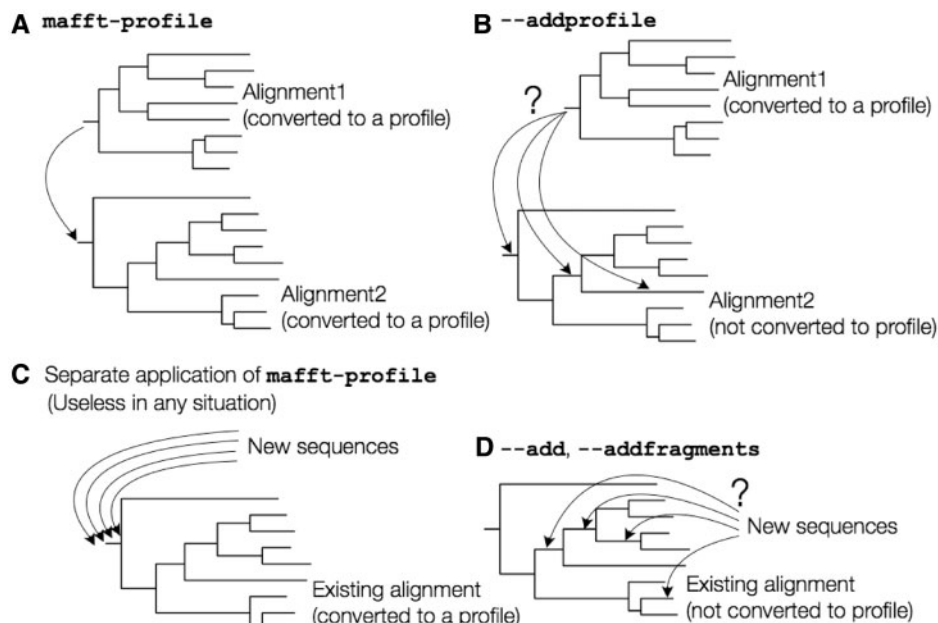 A mafft-profile
Alignment1
(converted to a profile)
Alignment2
(converted to a profile)
B --addprofile
?
Alignment1
(converted to a profile)
Alignment2
(not converted to profile)
C Separate application of mafft-profile
(Useless in any situation)
New sequences
Existing alignment
(converted to a profile)
D --add, --addfragments
?
New sequences
Existing alignment
(not converted to profile)